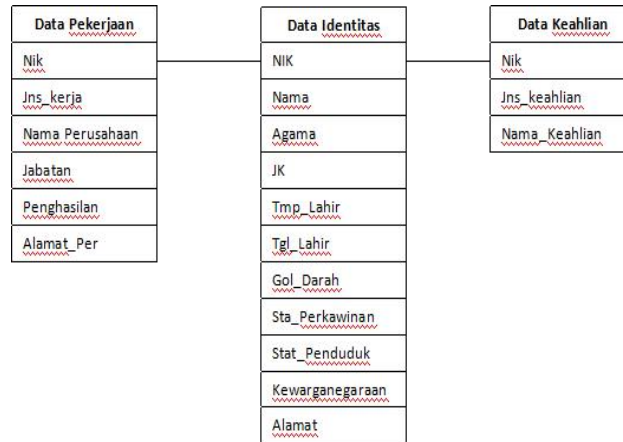 Data Pekerjaan
Nik
Jns_kerja
Nama Perusahaan
Jabatan
Penghasilan
Alamat_Per
Data Identitas
NIK
Nama
Agama
JK
Tmp_Lahir
Tgl_Lahir
Gol_Darah
Sta_Perkawinan
Stat_Penduduk
Kewarganegaraan
Alamat
Data Keahlian
Nik
Jns_keahlian
Nama_Keahlian